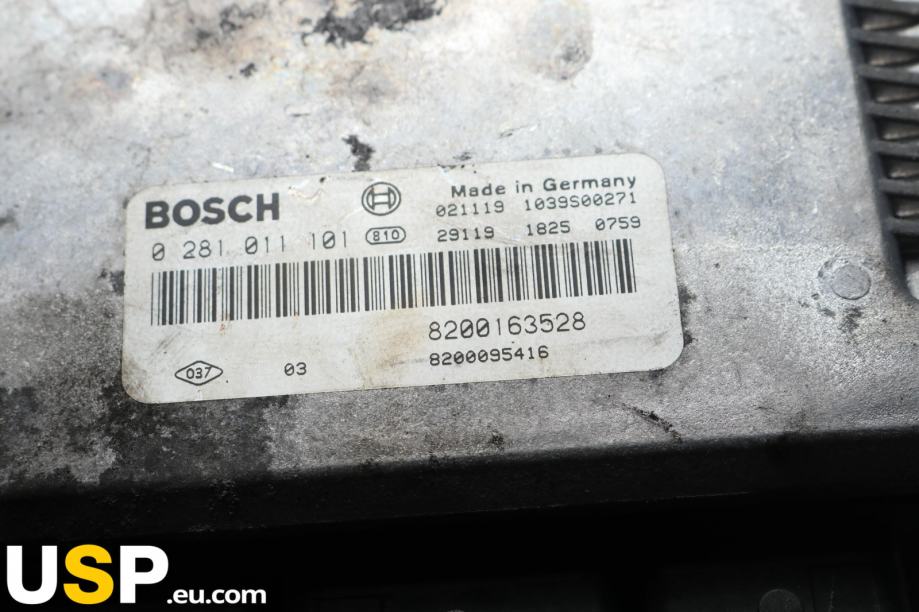 BOSCH
Made in Germany
021119 1039S00271
0 281 011 101 810
29119 1825 0759
8200163528
8200095416
037 03
USP.eu.com